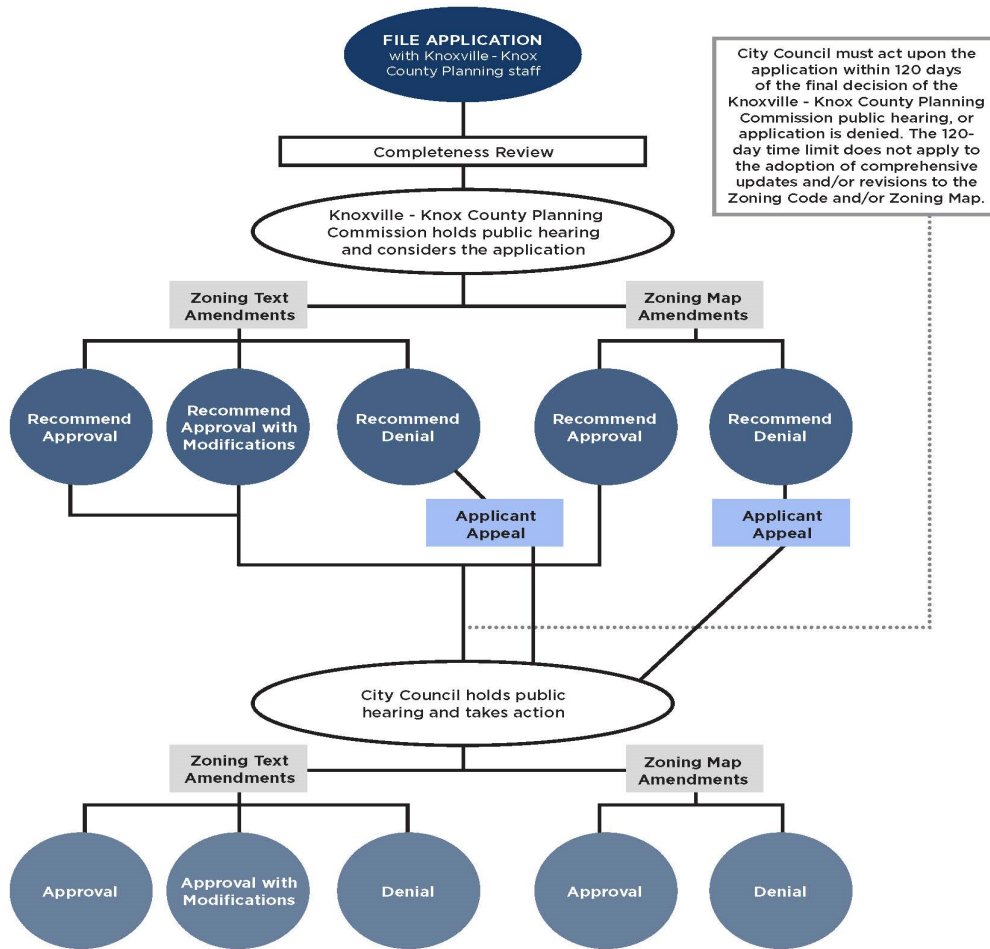 FILE APPLICATION
with Knoxville - Knox
County Planning staff
City Council must act upon the
application within 120 days
of the final decision of the
Knoxville - Knox County Planning
Commission public hearing, or
application is denied. The 120-
day time limit does not apply to
the adoption of comprehensive
updates and/or revisions to the
Zoning Code and/or Zoning Map.
Completeness Review
Knoxville - Knox County Planning
Commission holds public hearing
and considers the application
Zoning Text
Amendments
Zoning Map
Amendments
Recommend
Approval
Recommend
Approval with
Modifications
Recommend
Denial
Recommend
Approval
Recommend
Denial
Applicant
Appeal
Applicant
Appeal
City Council holds public
hearing and takes action
Zoning Text
Amendments
Zoning Map
Amendments
Approval
Approval with
Modifications
Denial
Approval
Denial